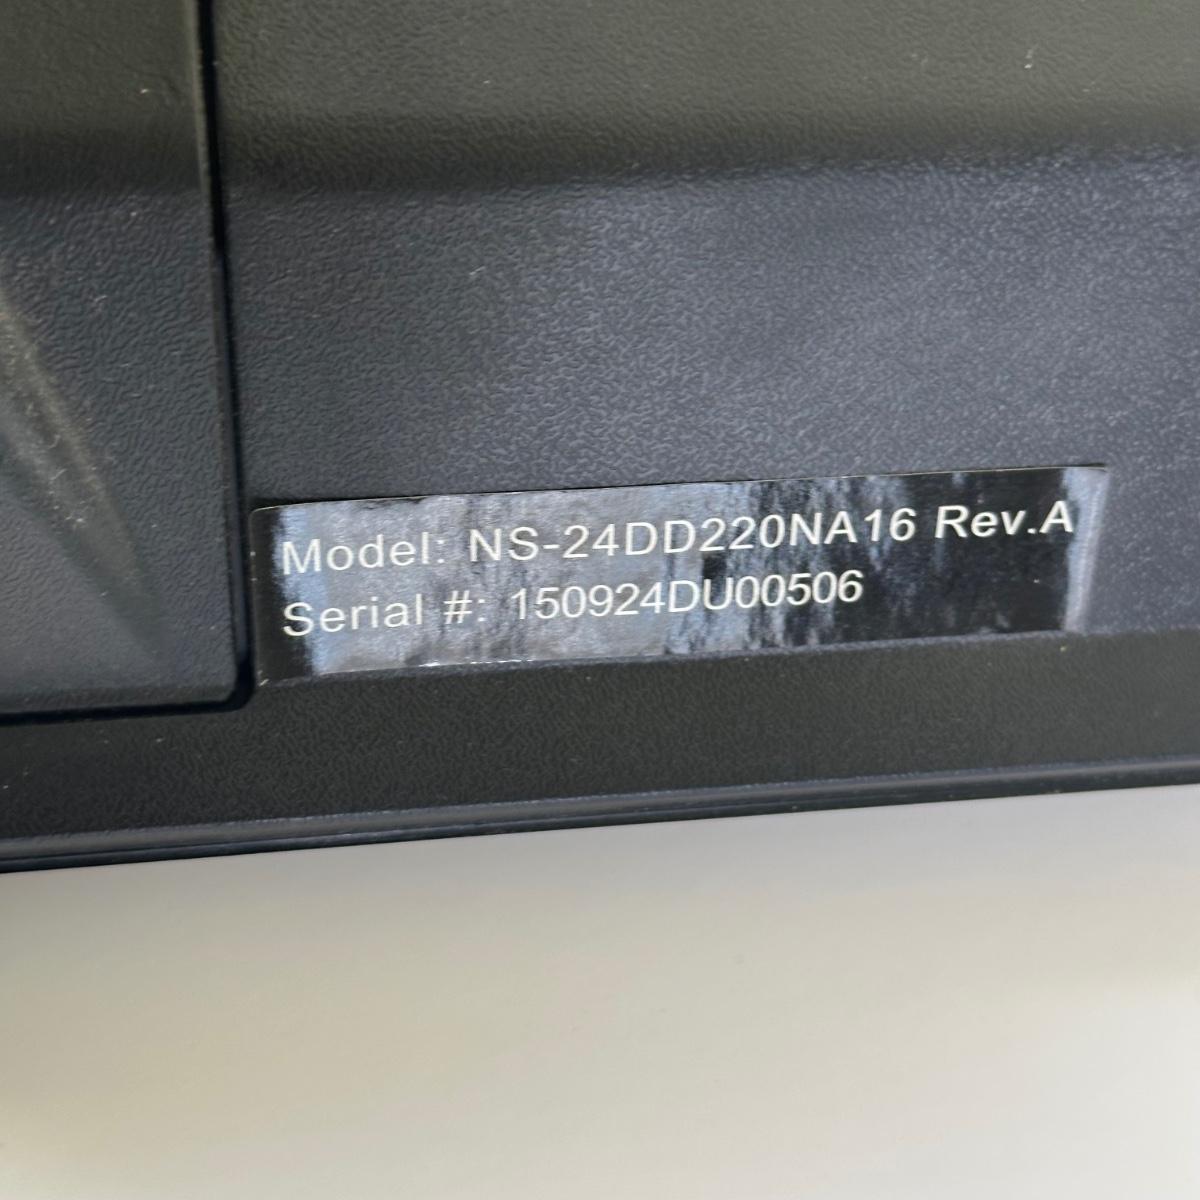 Model: NS-24DD220NA16 Rev.A
Serial #: 150924DU00506